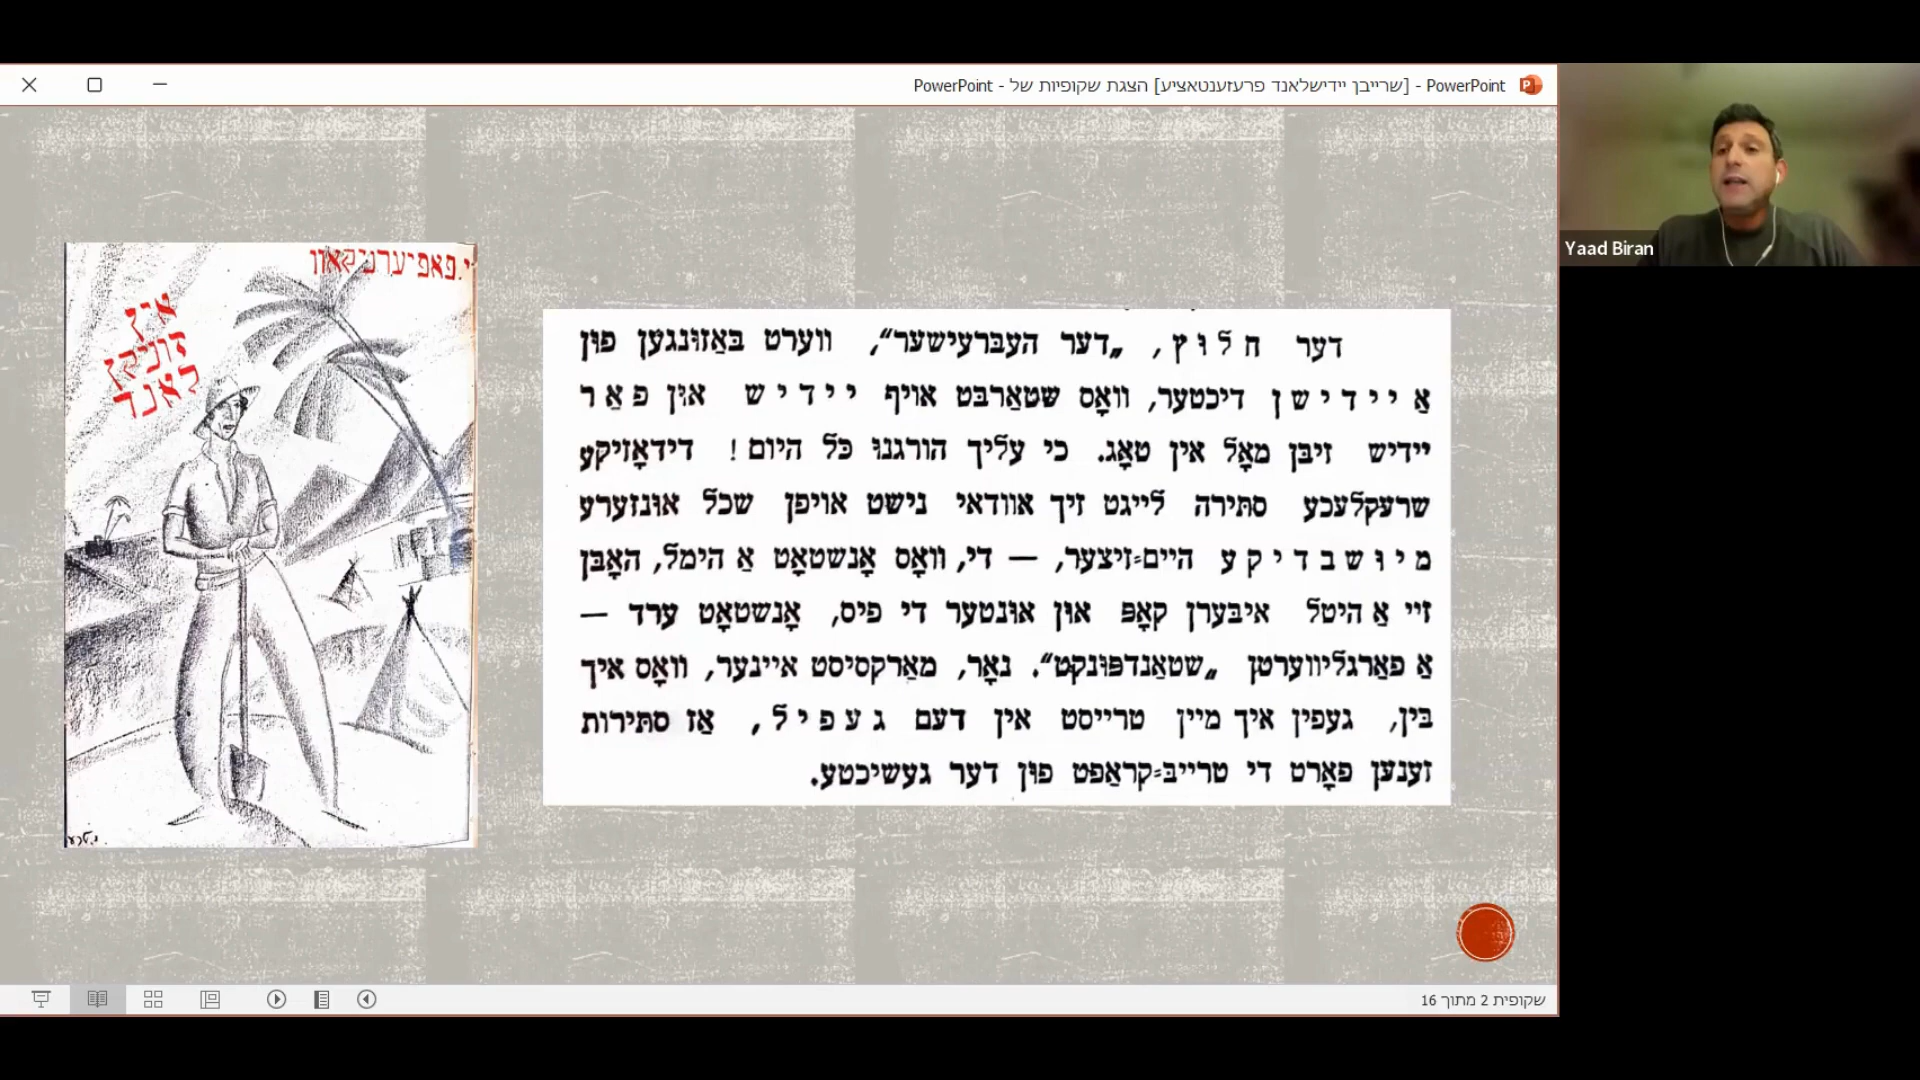 PowerPoint - [שרייבן יידישלאנד פרעזענטאציע] הצגת שקופיות של - PowerPoint
י. פאפיערניקאוו
אין
זוניקן
לאנד
דער חלוץ, „דער העברעישער“, ווערט באַזונגען פון
אַ יידישן דיכטער, וואָס שטאַרבט אויף יידיש און פאַר
יידיש זיבן מאָל אין טאָג. כי עליך הורגנו כל היום! דידאָזיקע
שרעקלעכע סתירה לייגט זיך אוודאי נישט אויפן שכל אונזערע
מיושבדיקע היים־זיצער, — די, וואָס אָנשטאָט אַ הימל, האָבן
זיי אַ היטל איבערן קאָפּ און אונטער די פיס, אָנשטאָט ערד —
אַ פאַרגליווערטן „שטאַנדפּונקט“. נאָר, מאַרקסיסט איינער, וואָס איך
בין, געפין איך מיין טרייסט אין דעם געפיל, אַז סתירות
זענען פאָרט די טרייב־קראַפט פון דער געשיכטע.
שקופית 2 מתוך 16
Yaad Biran